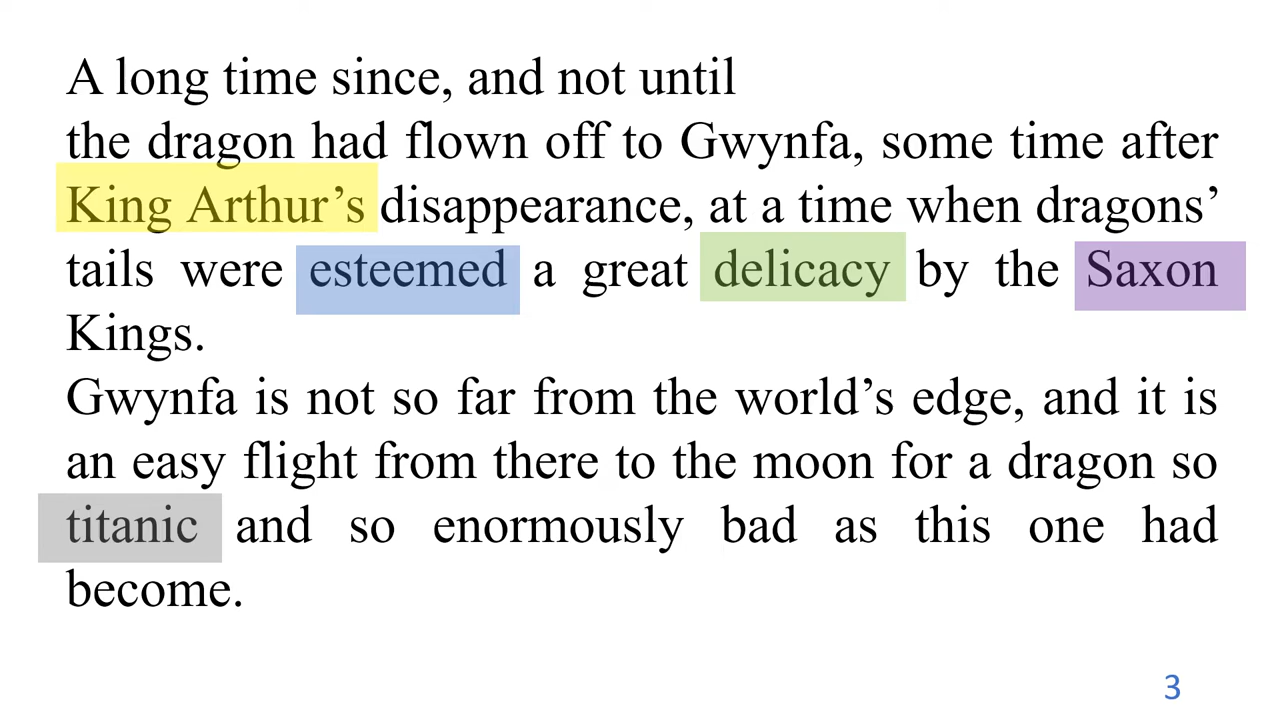 A long time since, and not until
the dragon had flown off to Gwynfa, some time after
King Arthur’s disappearance, at a time when dragons’
tails were esteemed a great delicacy by the Saxon
Kings.
Gwynfa is not so far from the world’s edge, and it is
an easy flight from there to the moon for a dragon so
titanic and so enormously bad as this one had
become.
3